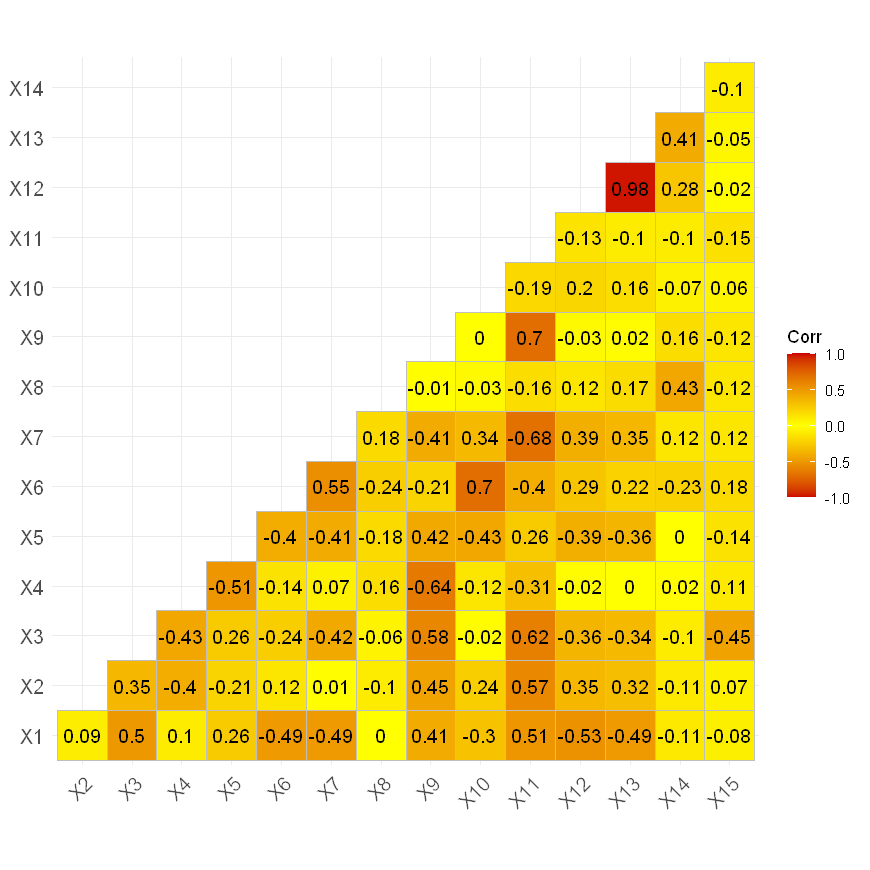 X14 -0.1
X13 0.41 -0.05
X12 0.98 0.28 -0.02
X11 -0.13 -0.1 -0.1 -0.15
X10 -0.19 0.2 0.16 -0.07 0.06
X9 0 0.7 -0.03 0.02 0.16 -0.12
X8 -0.01 -0.03 -0.16 0.12 0.17 0.43 -0.12
X7 0.18 -0.41 0.34 -0.68 0.39 0.35 0.12 0.12
X6 0.55 -0.24 -0.21 0.7 -0.4 0.29 0.22 -0.23 0.18
X5 -0.4 -0.41 -0.18 0.42 -0.43 0.26 -0.39 -0.36 0 -0.14
X4 -0.51 -0.14 0.07 0.16 -0.64 -0.12 -0.31 -0.02 0 0.02 0.11
X3 -0.43 0.26 -0.24 -0.42 -0.06 0.58 -0.02 0.62 -0.36 -0.34 -0.1 -0.45
X2 0.35 -0.4 -0.21 0.12 0.01 -0.1 0.45 0.24 0.57 0.35 0.32 -0.11 0.07
X1 0.09 0.5 0.1 0.26 -0.49 -0.49 0 0.41 -0.3 0.51 -0.53 -0.49 -0.11 -0.08
X2 X3 X4 X5 X6 X7 X8 X9 X10 X11 X12 X13 X14 X15
Corr
1.0
0.5
0.0
-0.5
-1.0